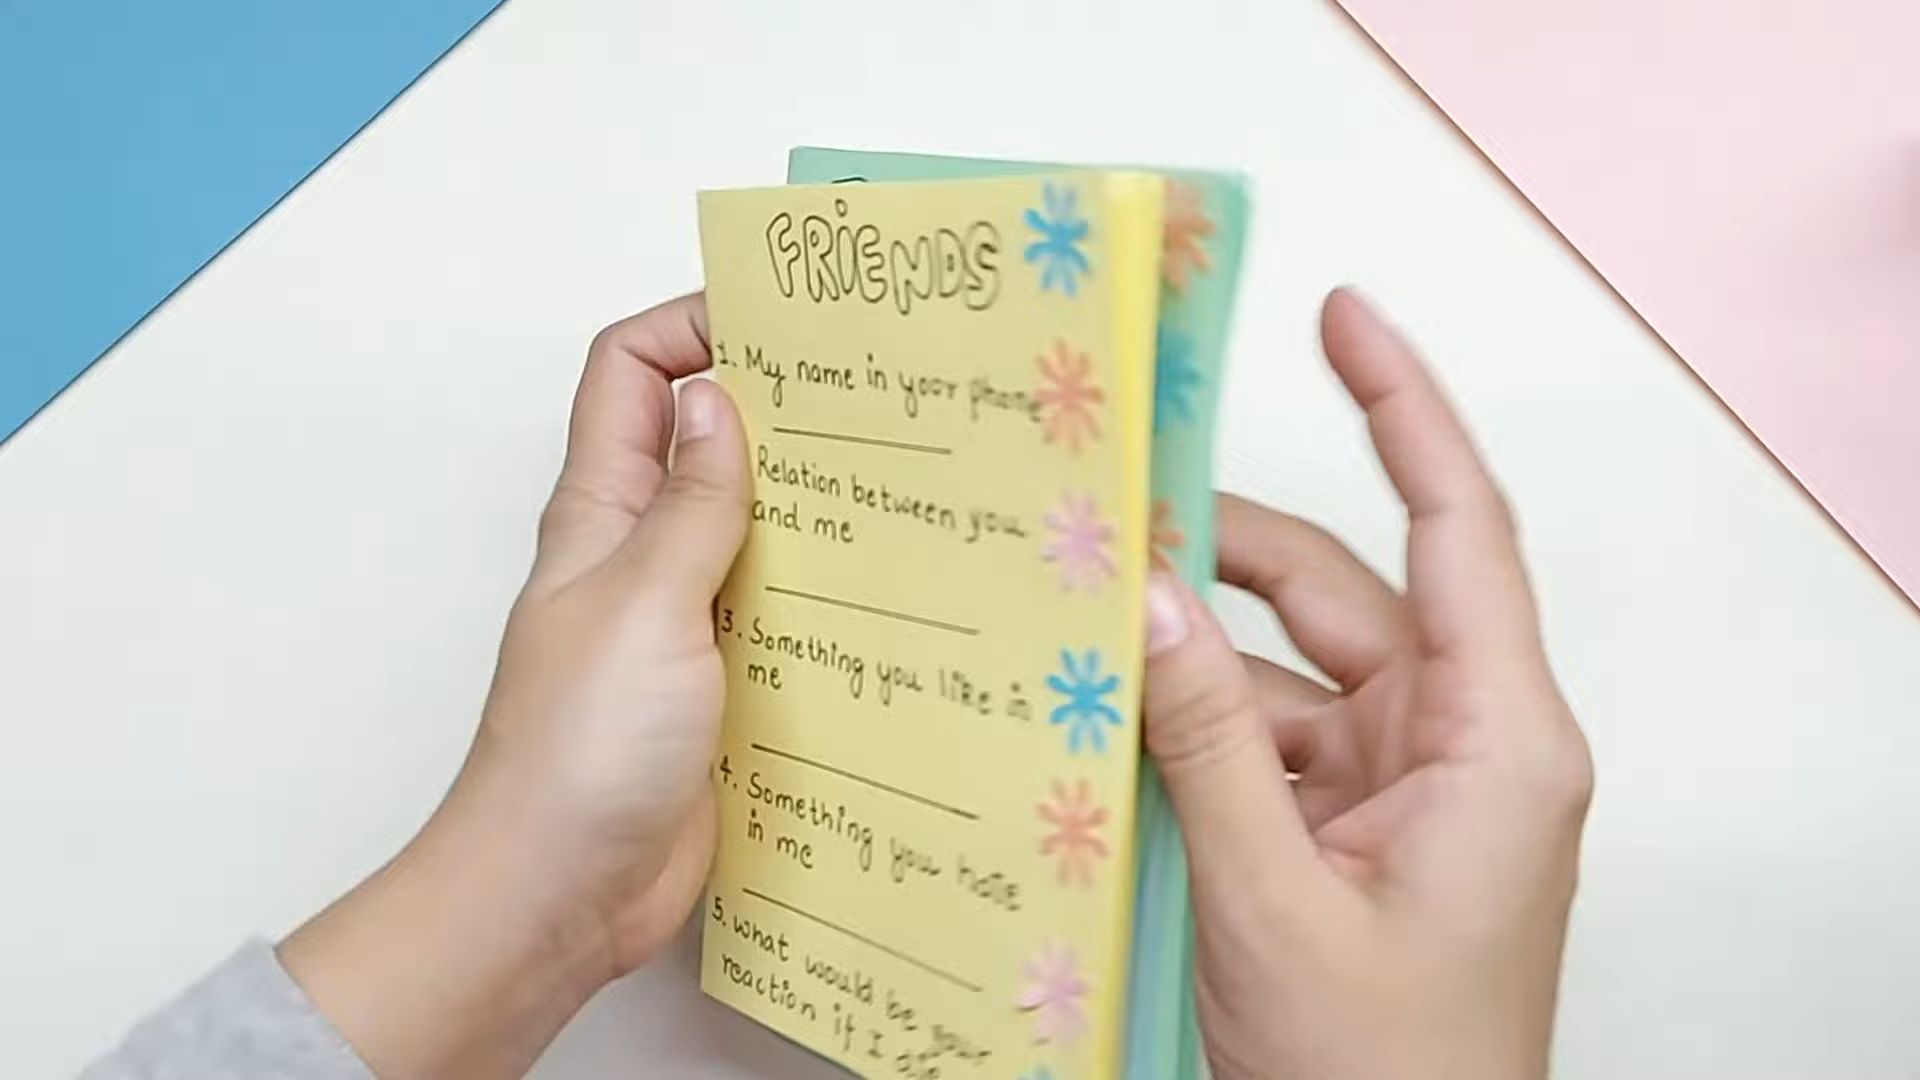 FRiENDS
1. My name in your phone
Relation between you
and me
3. Something you like in
me
4. Something you hate
in me
5. what would be your
reaction if I die